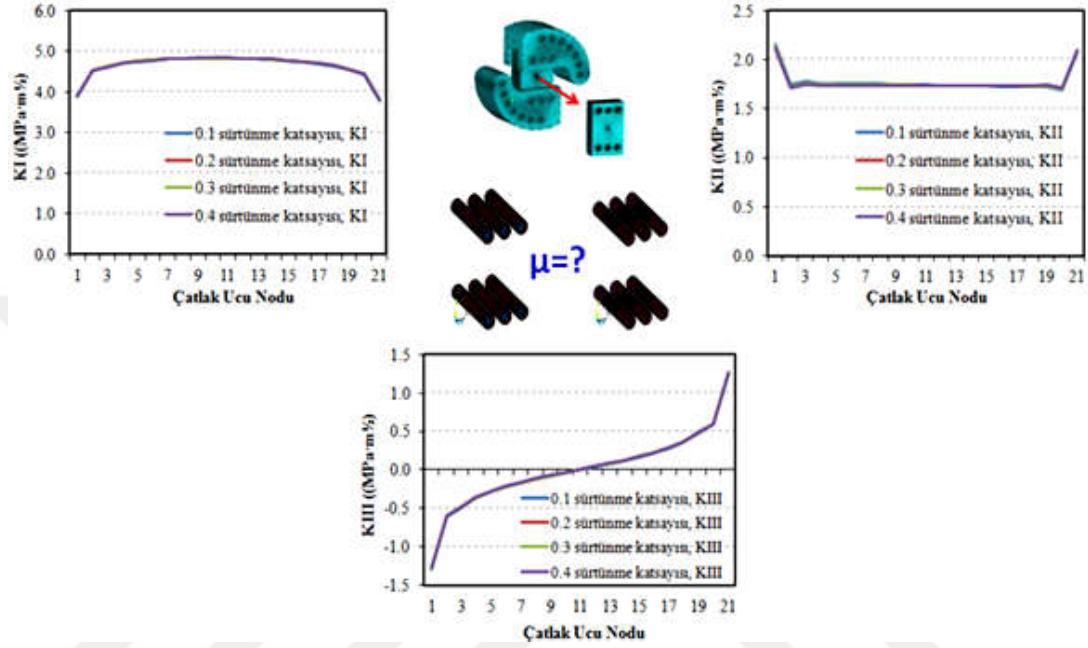 6.0
5.0
4.0
3.0
2.0
1.0
0.0
KI ((MPa·m½)
0.1 sürtünme katsayısı, KI
0.2 sürtünme katsayısı, KI
0.3 sürtünme katsayısı, KI
0.4 sürtünme katsayısı, KI
1 3 5 7 9 11 13 15 17 19 21
Çatlak Ucu Nodu
μ=?
2.5
2.0
1.5
1.0
0.5
0.0
KII ((MPa·m½)
0.1 sürtünme katsayısı, KII
0.2 sürtünme katsayısı, KII
0.3 sürtünme katsayısı, KII
0.4 sürtünme katsayısı, KII
1 3 5 7 9 11 13 15 17 19 21
Çatlak Ucu Nodu
1.5
1.0
0.5
0.0
-0.5
-1.0
-1.5
KIII ((MPa·m½)
0.1 sürtünme katsayısı, KIII
0.2 sürtünme katsayısı, KIII
0.3 sürtünme katsayısı, KIII
0.4 sürtünme katsayısı, KIII
1 3 5 7 9 11 13 15 17 19 21
Çatlak Ucu Nodu